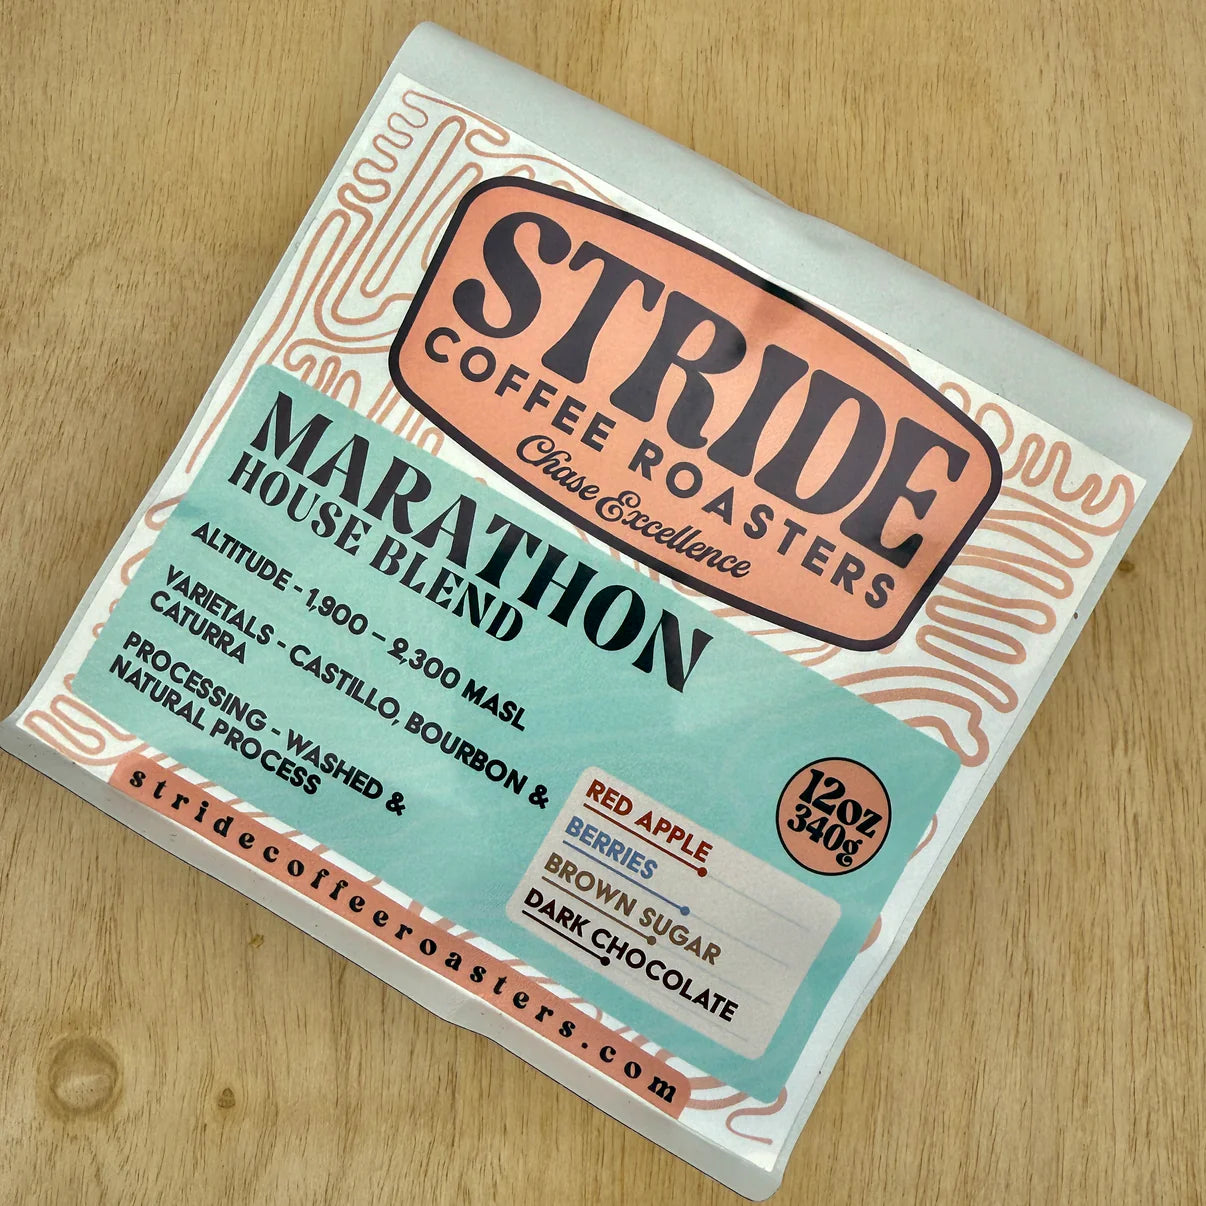 STRIDE
COFFEE ROASTERS
Chase Excellence
MARATHON
HOUSE BLEND
ALTITUDE - 1,900 - 2,300 MASL
VARIETALS - CASTILLO, BOURBON &
CATURRA
PROCESSING - WASHED &
NATURAL PROCESS
12oz
340g
RED APPLE
BERRIES
BROWN SUGAR
DARK CHOCOLATE
stridecoffeeroasters.com